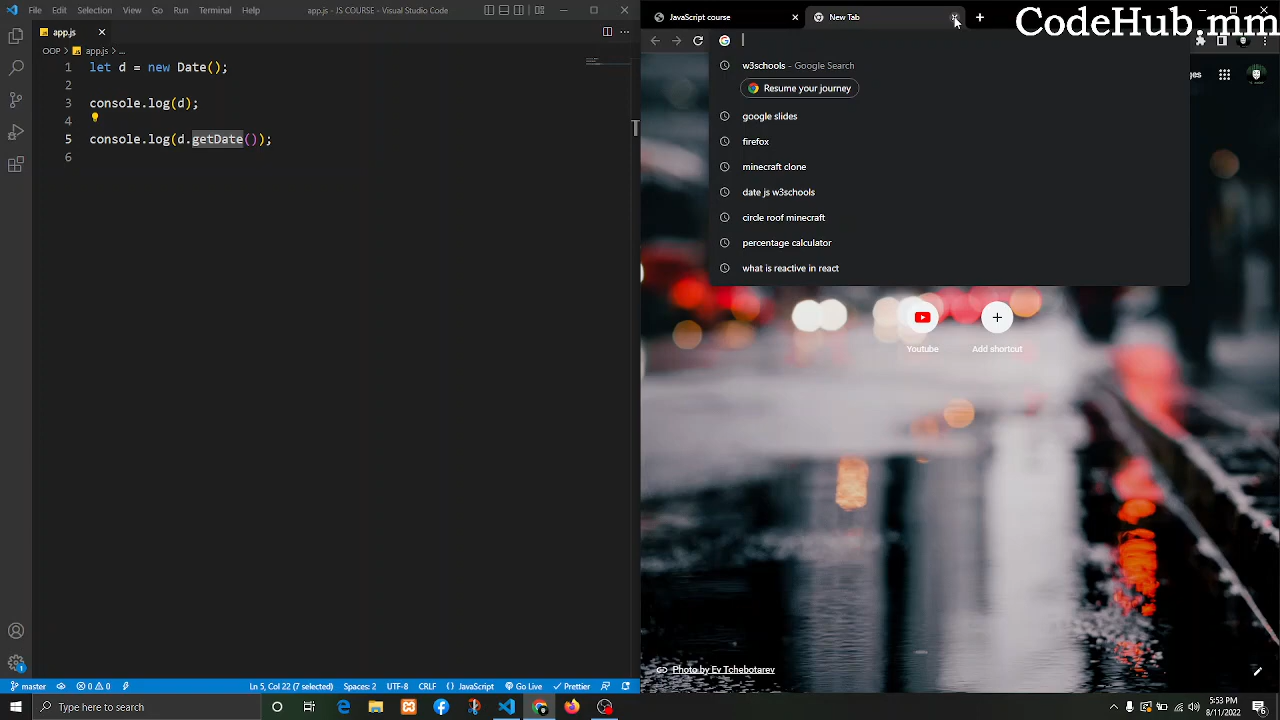 File Edit Selection View Go Run Terminal Help
app.js - JS COURSE - Visual Studio Code
app.js
OOP > app.js > ...
1 let d = new Date();
2
3 console.log(d);
4
5 console.log(d.getDate());
6
master
0 0
Ln 5, Col 22 (7 selected) Spaces: 2 UTF-8 CRLF JavaScript Go Live Prettier
JavaScript course
New Tab
CodeHub.mm
w3schools - Google Search
Resume your journey
google slides
firefox
minecraft clone
date js w3schools
circle roof minecraft
percentage calculator
what is reactive in react
Youtube
Add shortcut
Photo by Ev Tchebotarev
Type here to search
5:53 PM
8/11/2022